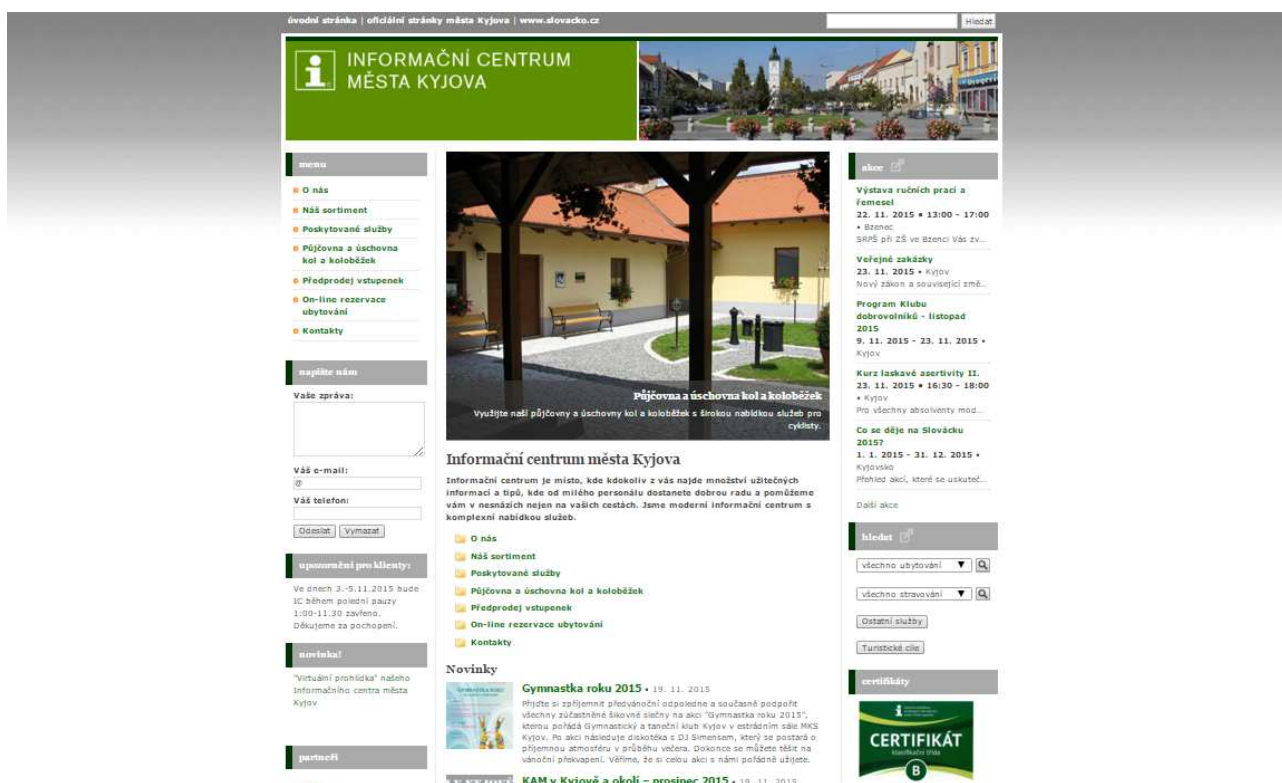 úvodní stránka | oficiální stránky města Kyjova | www.slovacko.cz
Hledat
INFORMAČNÍ CENTRUM
MĚSTA KYJOVA
menu
O nás
Náš sortiment
Poskytované služby
Půjčovna a úschovna
kol a koloběžek
Předprodej vstupenek
On-line rezervace
ubytování
Kontakty
napište nám
Vaše zpráva:
Váš e-mail:
@
Váš telefon:
Odeslat Vymazat
upozornění pro klienty:
Ve dnech 3.-5.11.2015 bude
IC během polední pauzy
1:00-11.30 zavřeno.
Děkujeme za pochopení.
novinka!
"Virtuální prohlídka" našeho
Informačního centra města
Kyjov
partneři
Půjčovna a úschovna kol a koloběžek
Využijte naší půjčovny a úschovny kol a koloběžek s širokou nabídkou služeb pro
cyklisty.
Informační centrum města Kyjova
Informační centrum je místo, kde kdokoliv z vás najde množství užitečných
informací a tipů, kde od milého personálu dostanete dobrou radu a pomůžeme
vám v nesnázích nejen na vašich cestách. Jsme moderní informační centrum s
komplexní nabídkou služeb.
O nás
Náš sortiment
Poskytované služby
Půjčovna a úschovna kol a koloběžek
Předprodej vstupenek
On-line rezervace ubytování
Kontakty
Novinky
GYMNASTKA ROKU
Gymnastka roku 2015 • 19. 11. 2015
Přijďte si zpříjemnit předvánoční odpoledne a současně podpořit
všechny zúčastněné šikovné slečny na akci "Gymnastka roku 2015",
kterou pořádá Gymnastický a taneční klub Kyjov v estrádním sále MKS
Kyjov. Po akci následuje diskotéka s DJ Simensem, který se postará o
příjemnou atmosféru v průběhu večera. Dokonce se můžete těšit na
vánoční překvapení. Věříme, že si celou akci s námi pořádně užijete.
KAM v Kyjově a okolí – prosinec 2015 • 19. 11. 2015
akce
Výstava ručních prací a
řemesel
22. 11. 2015 • 13:00 - 17:00
• Bzenec
SRPŠ při ZŠ ve Bzenci Vás zv...
Veřejné zakázky
23. 11. 2015 • Kyjov
Nový zákon a související změ...
Program Klubu
dobrovolníků - listopad
2015
9. 11. 2015 - 23. 11. 2015 •
Kyjov
Kurz laskavé asertivity II.
23. 11. 2015 • 16:30 - 18:00
• Kyjov
Pro všechny absolventy mod...
Co se děje na Slovácku
2015?
1. 1. 2015 - 31. 12. 2015 •
Kyjovsko
Přehled akcí, které se uskuteč...
Další akce
hledat
všechno ubytování
všechno stravování
Ostatní služby
Turistické cíle
certifikáty
CERTIFIKÁT
klasifikační třída
B